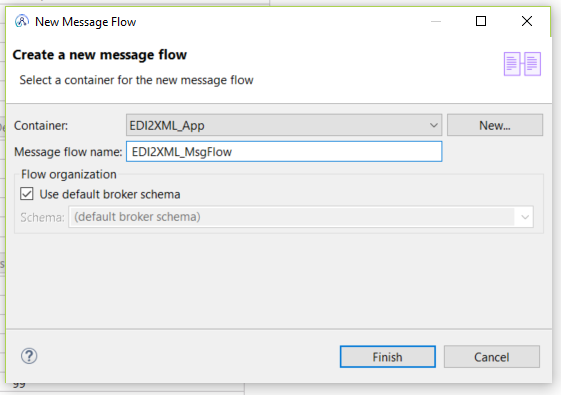 New Message Flow
Create a new message flow
Select a container for the new message flow
Container: EDI2XML_App New...
Message flow name: EDI2XML_MsgFlow
Flow organization
Use default broker schema
Schema: (default broker schema)
? Finish Cancel
99